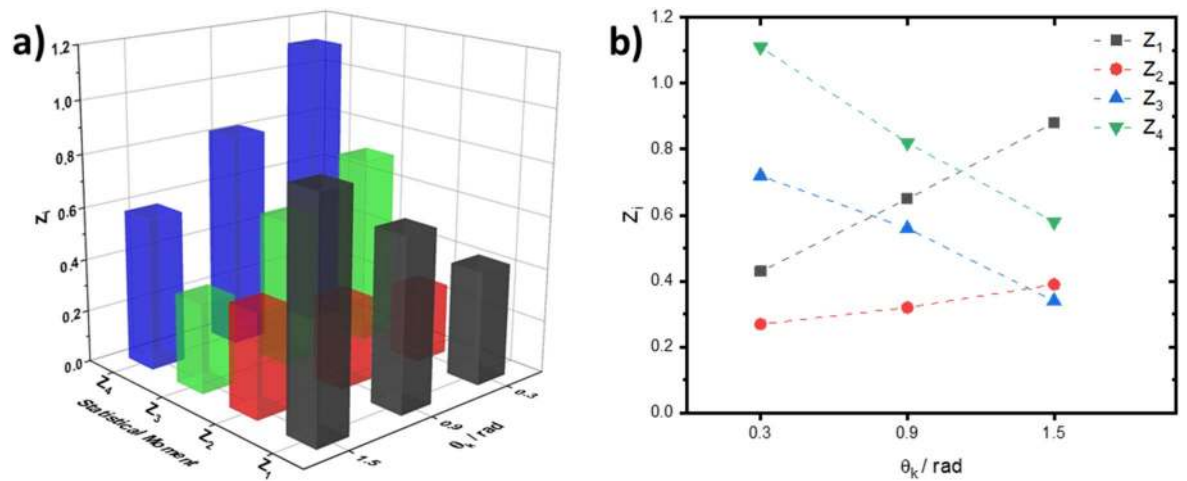 a)
1.2
1.0
0.8
0.6
0.4
0.2
0.0
Zᵢ
Z₄
Z₃
Z₂
Z₁
Statistical Moment
0.3
0.9
1.5
θₖ / rad
b)
1.2
1.0
0.8
0.6
0.4
0.2
0.0
Zᵢ
Z₁
Z₂
Z₃
Z₄
0.3 0.9 1.5
θₖ / rad